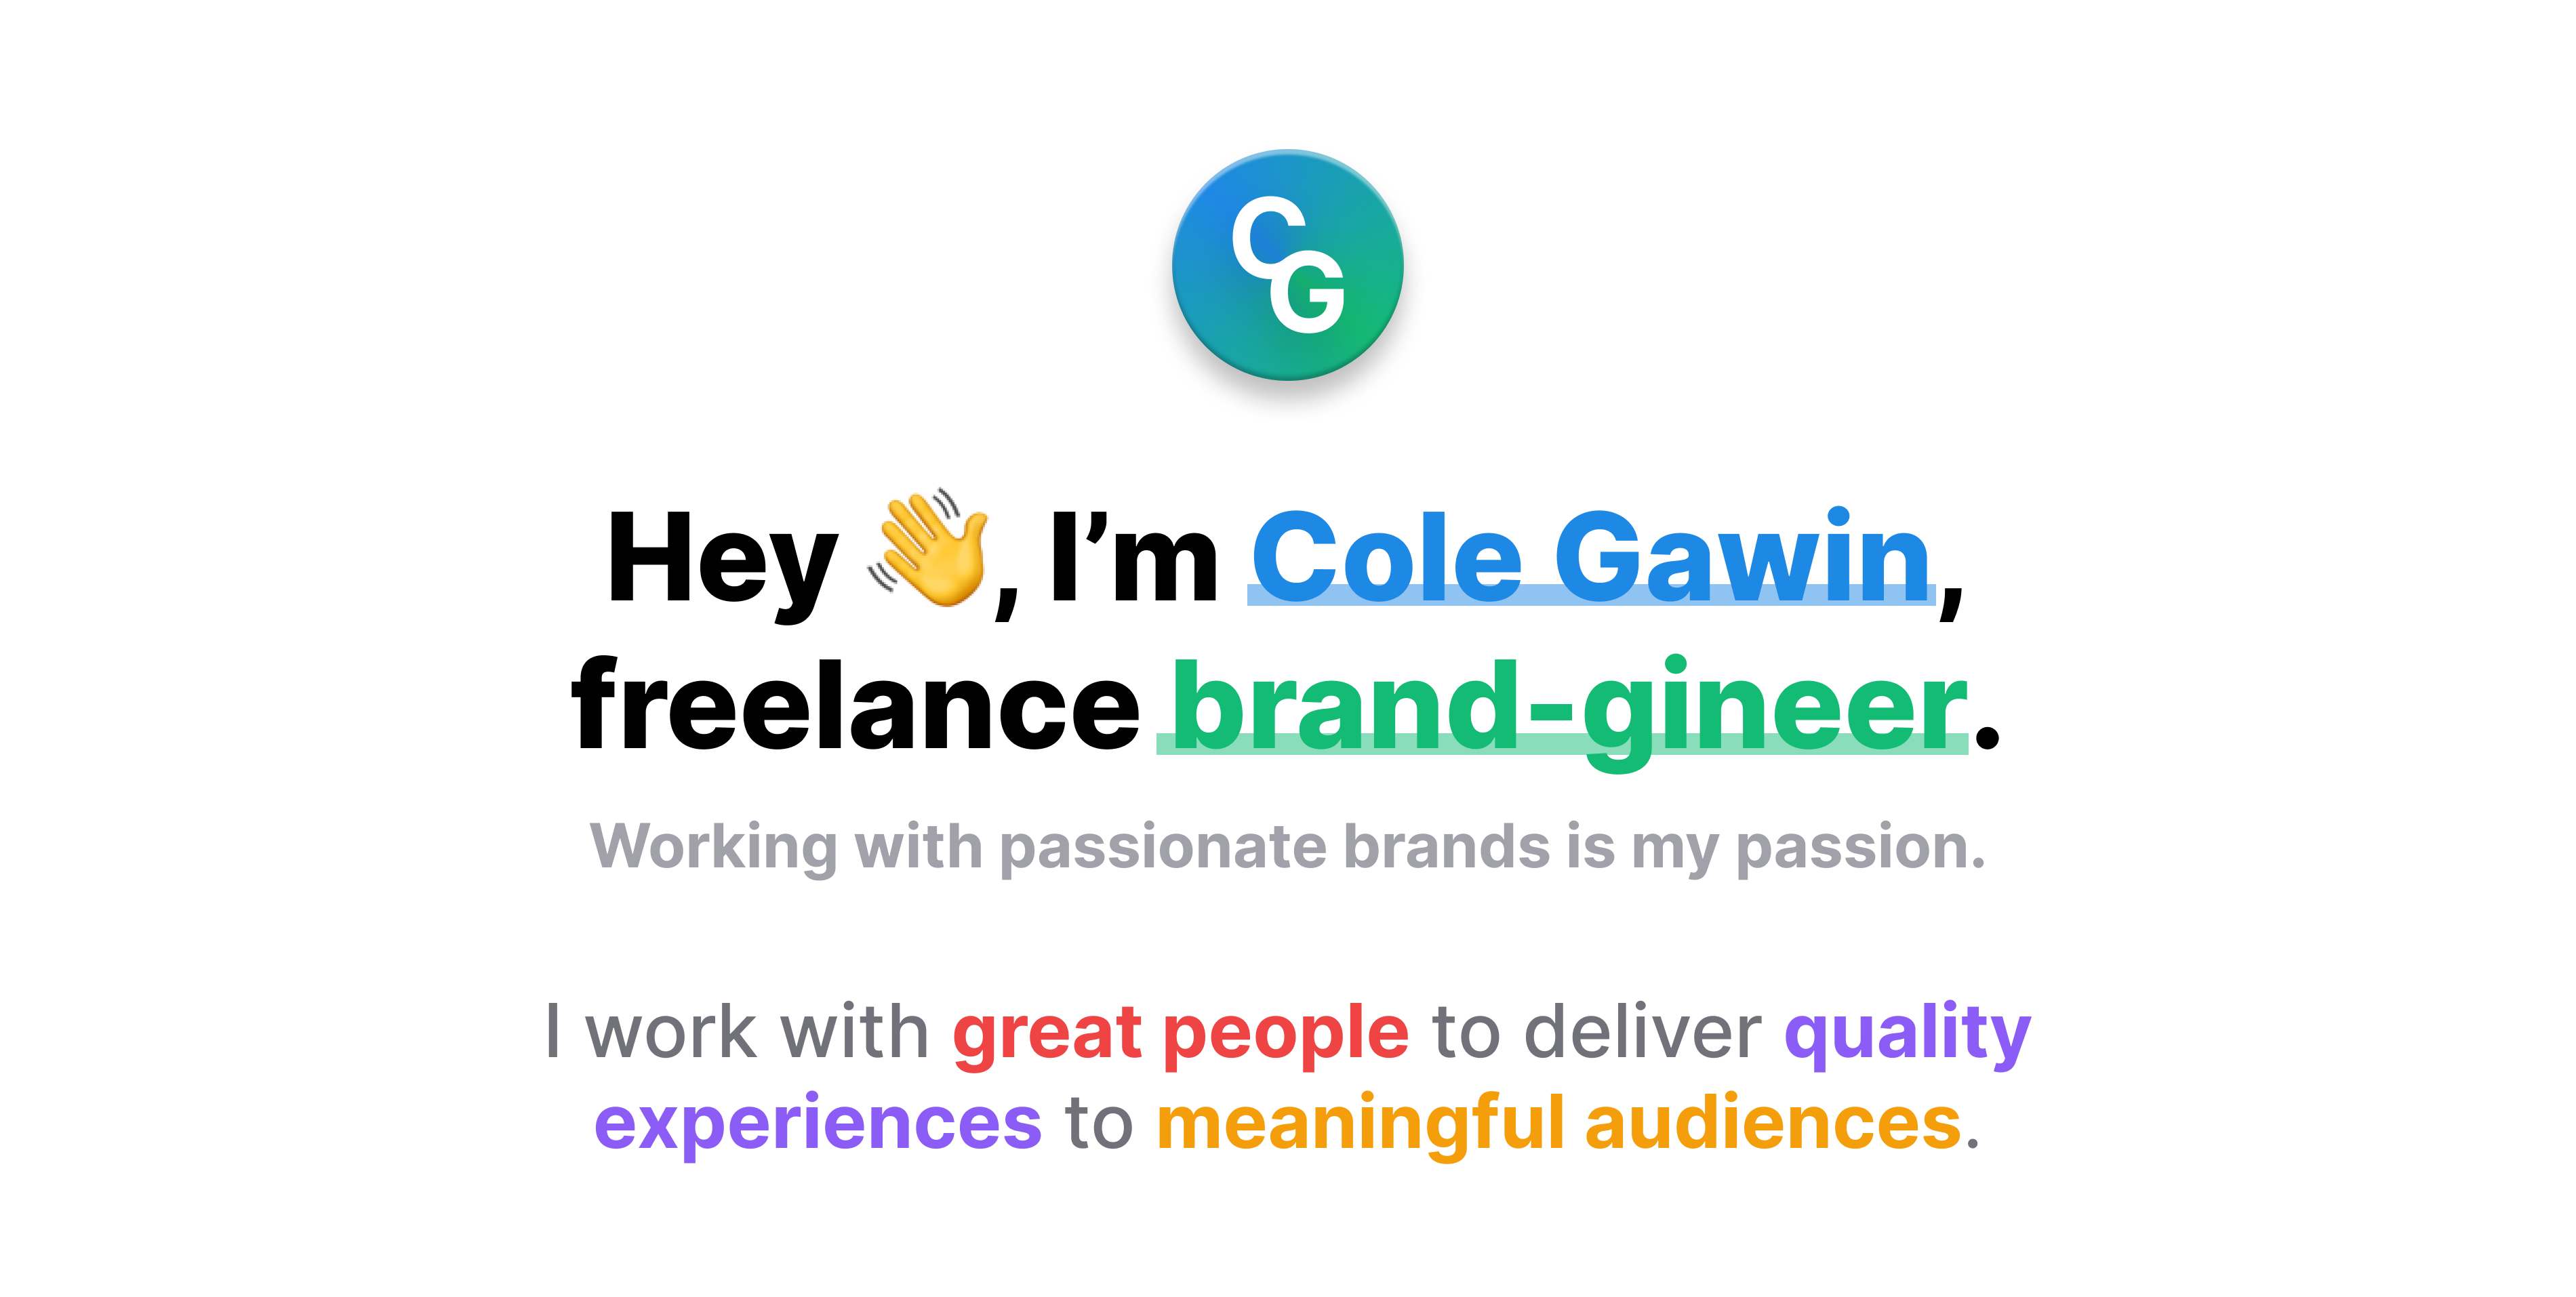 CG
Hey 👋, I’m Cole Gawin,
freelance brand-gineer.
Working with passionate brands is my passion.
I work with great people to deliver quality
experiences to meaningful audiences.